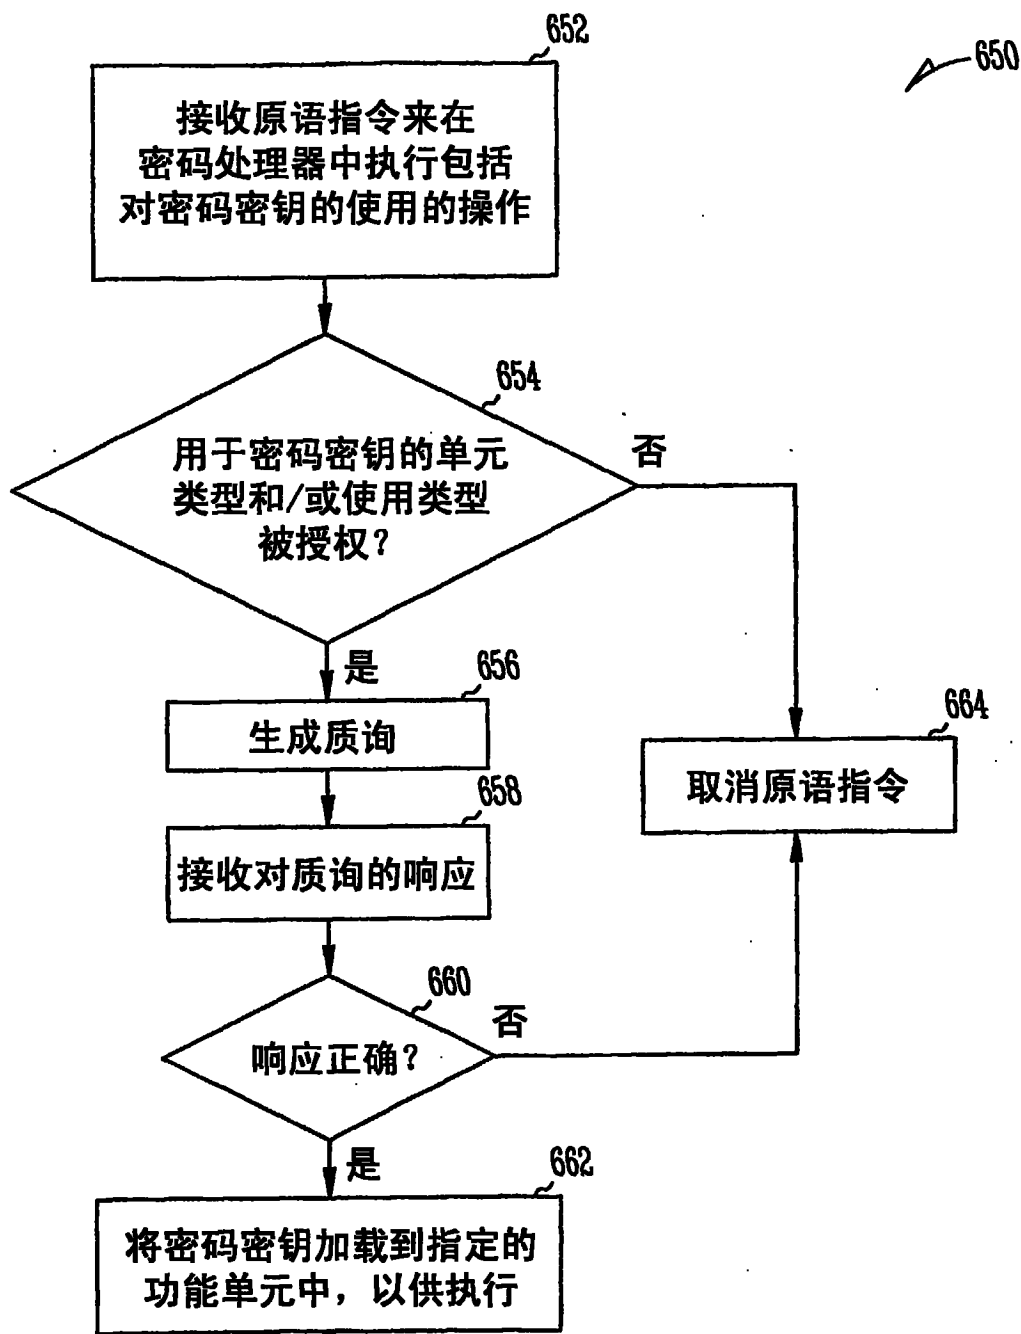 652
650
接收原语指令来在
密码处理器中执行包括
对密码密钥的使用的操作
654
用于密码密钥的单元
类型和/或使用类型
被授权?
否
是
656
生成质询
664
取消原语指令
658
接收对质询的响应
660
响应正确?
否
是
662
将密码密钥加载到指定的
功能单元中，以供执行